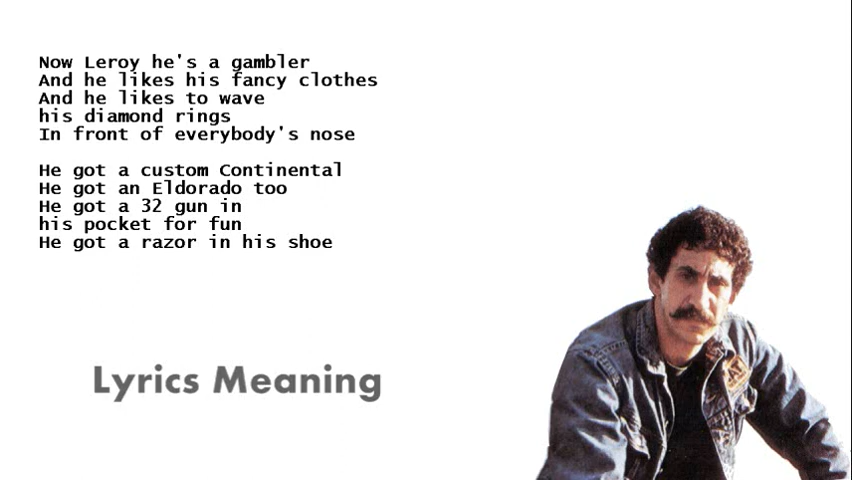 Now Leroy he's a gambler
And he likes his fancy clothes
And he likes to wave
his diamond rings
In front of everybody's nose
He got a custom Continental
He got an Eldorado too
He got a 32 gun in
his pocket for fun
He got a razor in his shoe
Lyrics Meaning